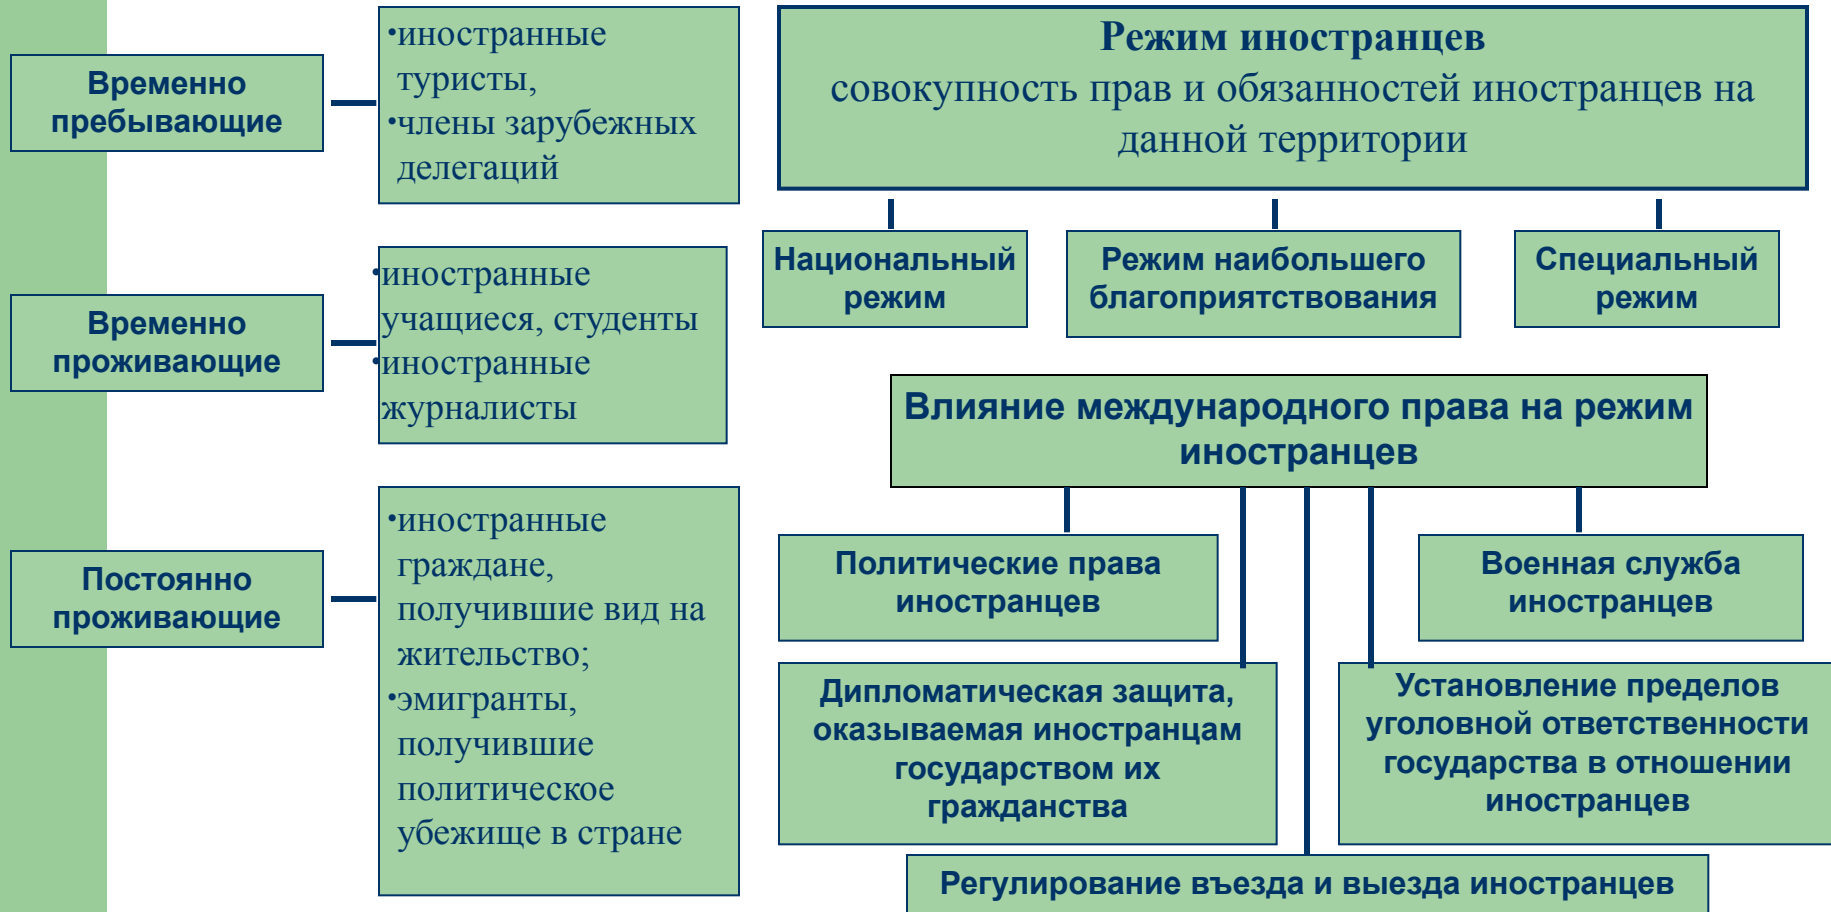 Временно
пребывающие
•иностранные
туристы,
•члены зарубежных
делегаций
Временно
проживающие
•иностранные
учащиеся, студенты
•иностранные
журналисты
Постоянно
проживающие
•иностранные
граждане,
получившие вид на
жительство;
•эмигранты,
получившие
политическое
убежище в стране
Режим иностранцев
совокупность прав и обязанностей иностранцев на
данной территории
Национальный
режим
Режим наибольшего
благоприятствования
Специальный
режим
Влияние международного права на режим
иностранцев
Политические права
иностранцев
Военная служба
иностранцев
Дипломатическая защита,
оказываемая иностранцам
государством их
гражданства
Установление пределов
уголовной ответственности
государства в отношении
иностранцев
Регулирование въезда и выезда иностранцев